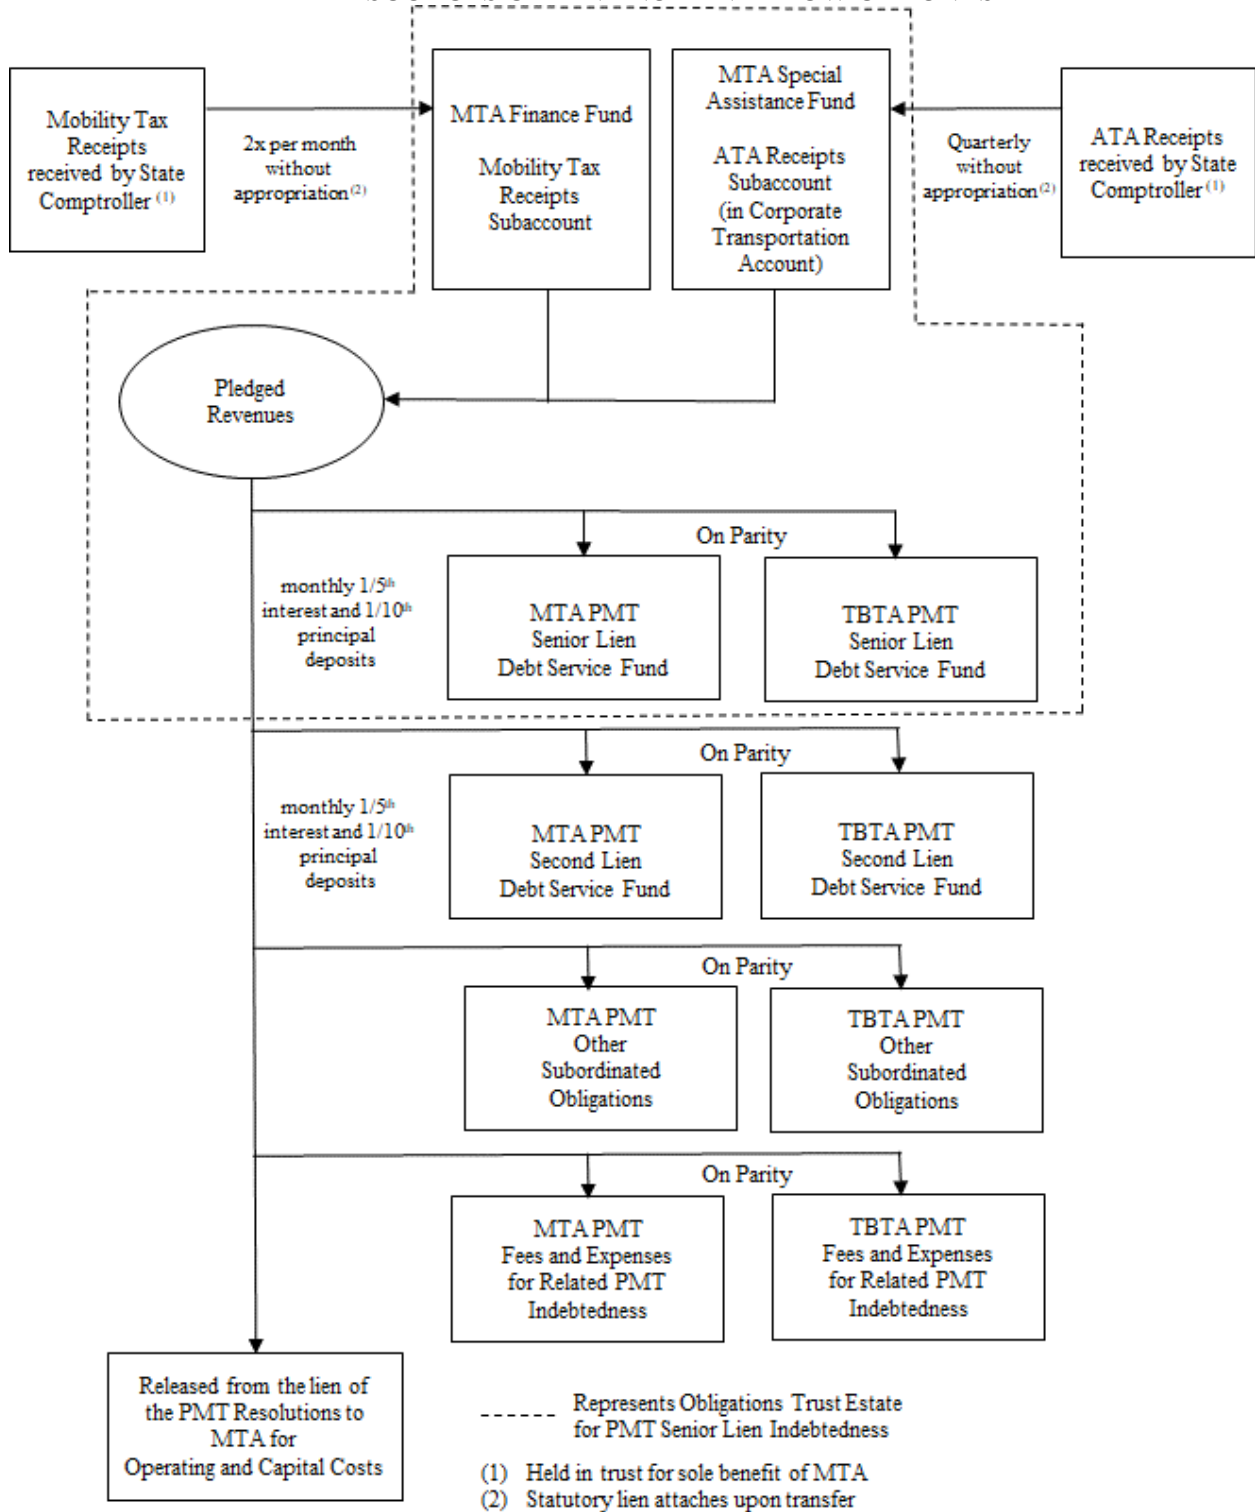 Mobility Tax
Receipts
received by State
Comptroller (1)
2x per month
without
appropriation(2)
MTA Finance Fund
Mobility Tax
Receipts
Subaccount
MTA Special
Assistance Fund
ATA Receipts
Subaccount
(in Corporate
Transportation
Account)
Quarterly
without
appropriation(2)
ATA Receipts
received by State
Comptroller(1)
Pledged
Revenues
On Parity
monthly 1/5th
interest and 1/10th
principal
deposits
MTA PMT
Senior Lien
Debt Service Fund
TBTA PMT
Senior Lien
Debt Service Fund
On Parity
monthly 1/5th
interest and 1/10th
principal
deposits
MTA PMT
Second Lien
Debt Service Fund
TBTA PMT
Second Lien
Debt Service Fund
On Parity
MTA PMT
Other
Subordinated
Obligations
TBTA PMT
Other
Subordinated
Obligations
On Parity
MTA PMT
Fees and Expenses
for Related PMT
Indebtedness
TBTA PMT
Fees and Expenses
for Related PMT
Indebtedness
Released from the lien of
the PMT Resolutions to
MTA for
Operating and Capital Costs
Represents Obligations Trust Estate
for PMT Senior Lien Indebtedness
(1) Held in trust for sole benefit of MTA
(2) Statutory lien attaches upon transfer